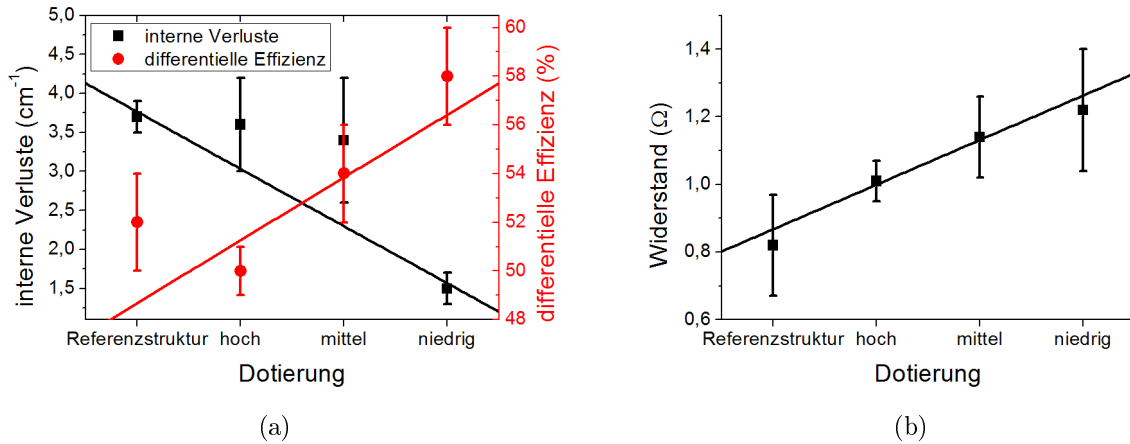 5,0
4,5
4,0
3,5
3,0
2,5
2,0
1,5
interne Verluste (cm⁻¹)
interne Verluste
differentielle Effizienz
60
58
56
54
52
50
48
differentielle Effizienz (%)
Referenzstruktur hoch mittel niedrig
Dotierung
(a)
1,4
1,2
1,0
0,8
0,6
Widerstand (Ω)
Referenzstruktur hoch mittel niedrig
Dotierung
(b)